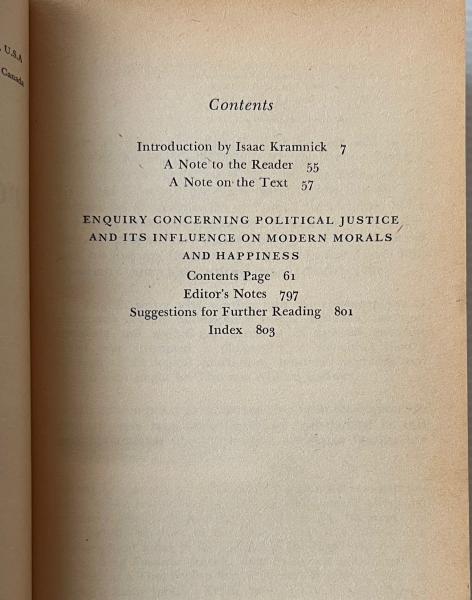 , U.S.A
Canada
Contents
Introduction by Isaac Kramnick 7
A Note to the Reader 55
A Note on the Text 57
ENQUIRY CONCERNING POLITICAL JUSTICE
AND ITS INFLUENCE ON MODERN MORALS
AND HAPPINESS
Contents Page 61
Editor's Notes 797
Suggestions for Further Reading 801
Index 803